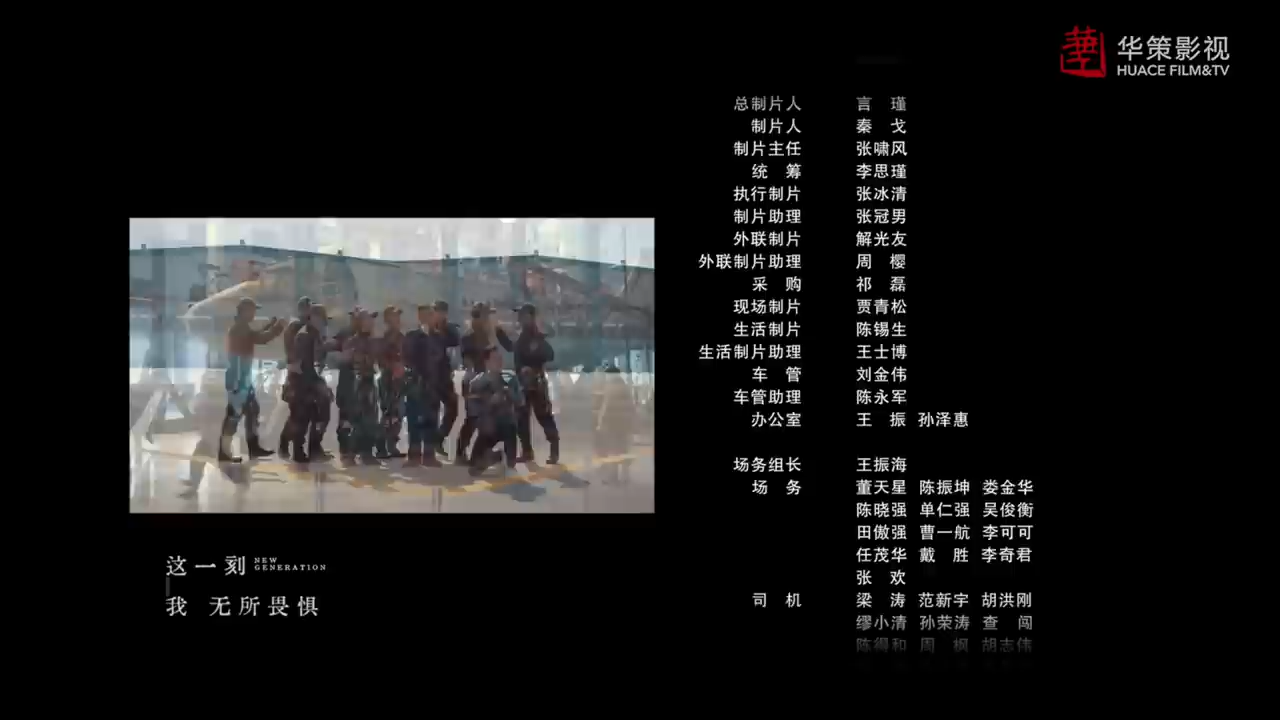 華
华策影视
HUACE FILM&TV
总制片人 言 瑾
制片人 秦 戈
制片主任 张啸风
统 筹 李思瑾
执行制片 张冰清
制片助理 张冠男
外联制片 解光友
外联制片助理 周 樱
采 购 祁 磊
现场制片 贾青松
生活制片 陈锡生
生活制片助理 王士博
车 管 刘金伟
车管助理 陈永军
办公室 王 振 孙泽惠
场务组长 王振海
场 务 董天星 陈振坤 娄金华
陈晓强 单仁强 吴俊衡
田傲强 曹一航 李可可
任茂华 戴 胜 李奇君
张 欢
司 机 梁 涛 范新宇 胡洪刚
缪小清 孙荣涛 查 闯
陈得和 周 枫 胡志伟
这一刻 NEW GENERATION
我 无所畏惧